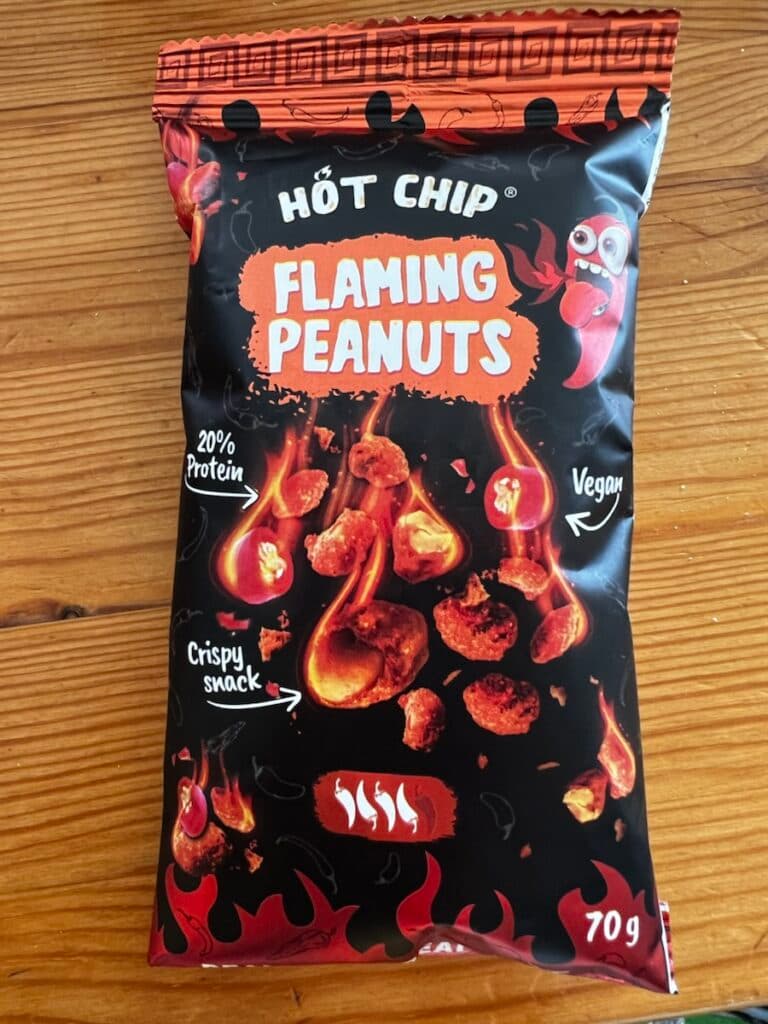 HOT CHIP®
FLAMING
PEANUTS
20%
Protein
Vegan
Crispy
snack
70g